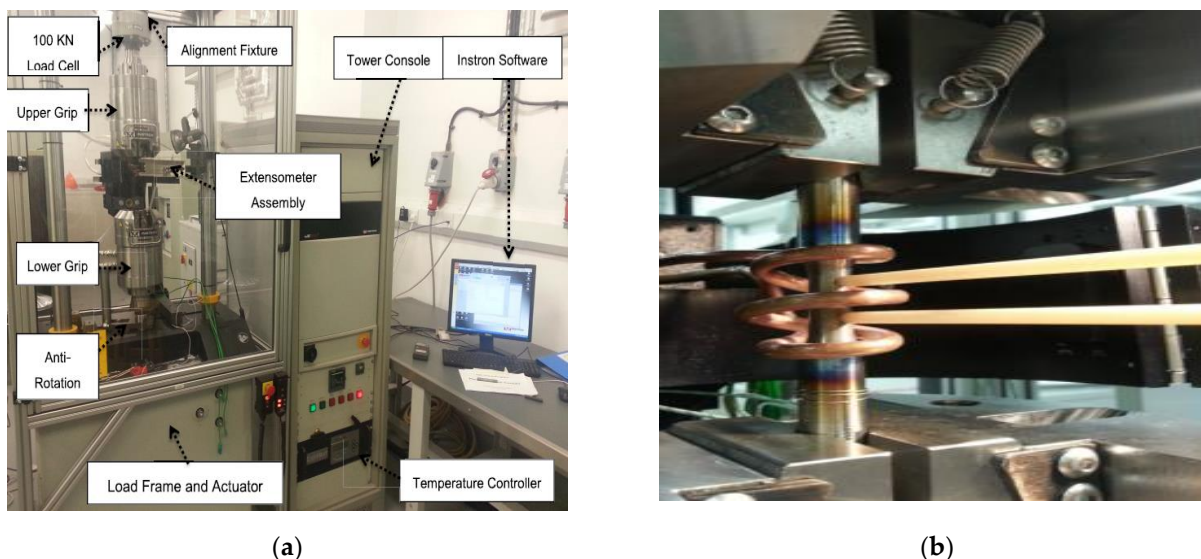 100 KN
Load Cell
Alignment Fixture
Tower Console
Instron Software
Upper Grip
Extensometer
Assembly
Lower Grip
Anti-
Rotation
Load Frame and Actuator
Temperature Controller
(a)
(b)